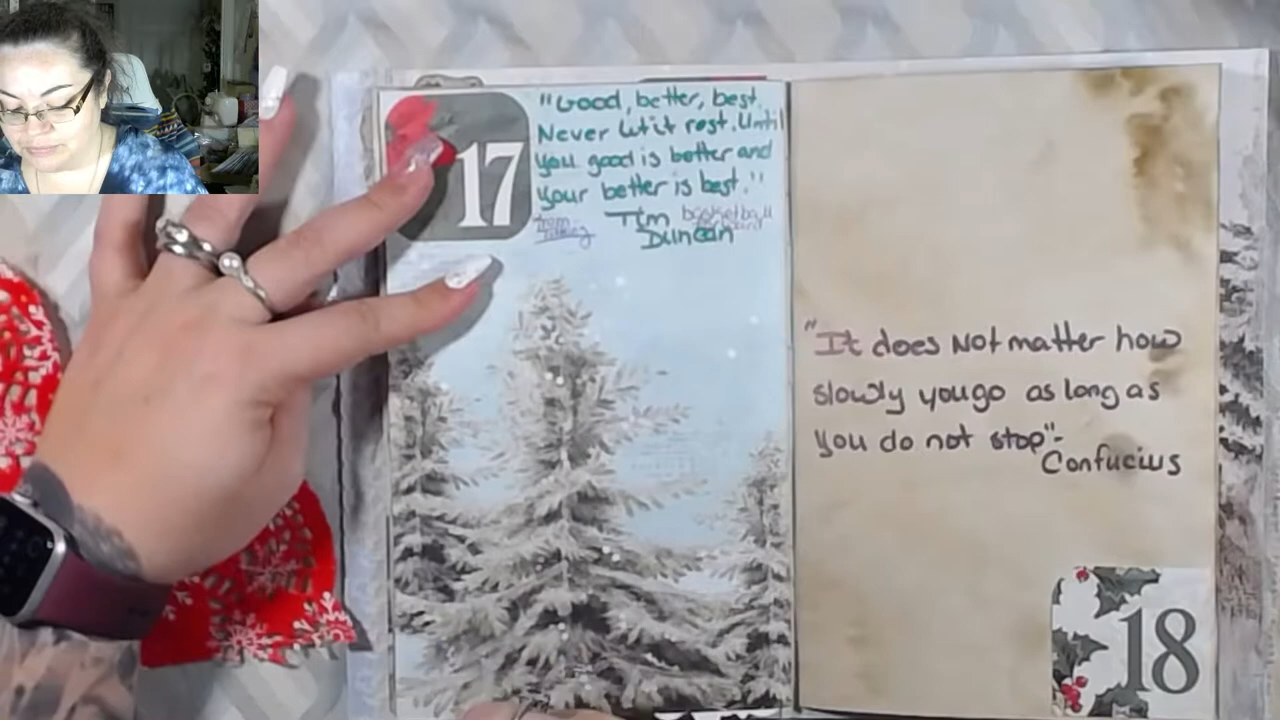 17
"Good, better, best.
Never let it rest. Until
you good is better and
your better is best."
Tim basketball
Duncan
from
"It does Not matter how
slowly you go as long as
you do not stop"-
Confucius
18